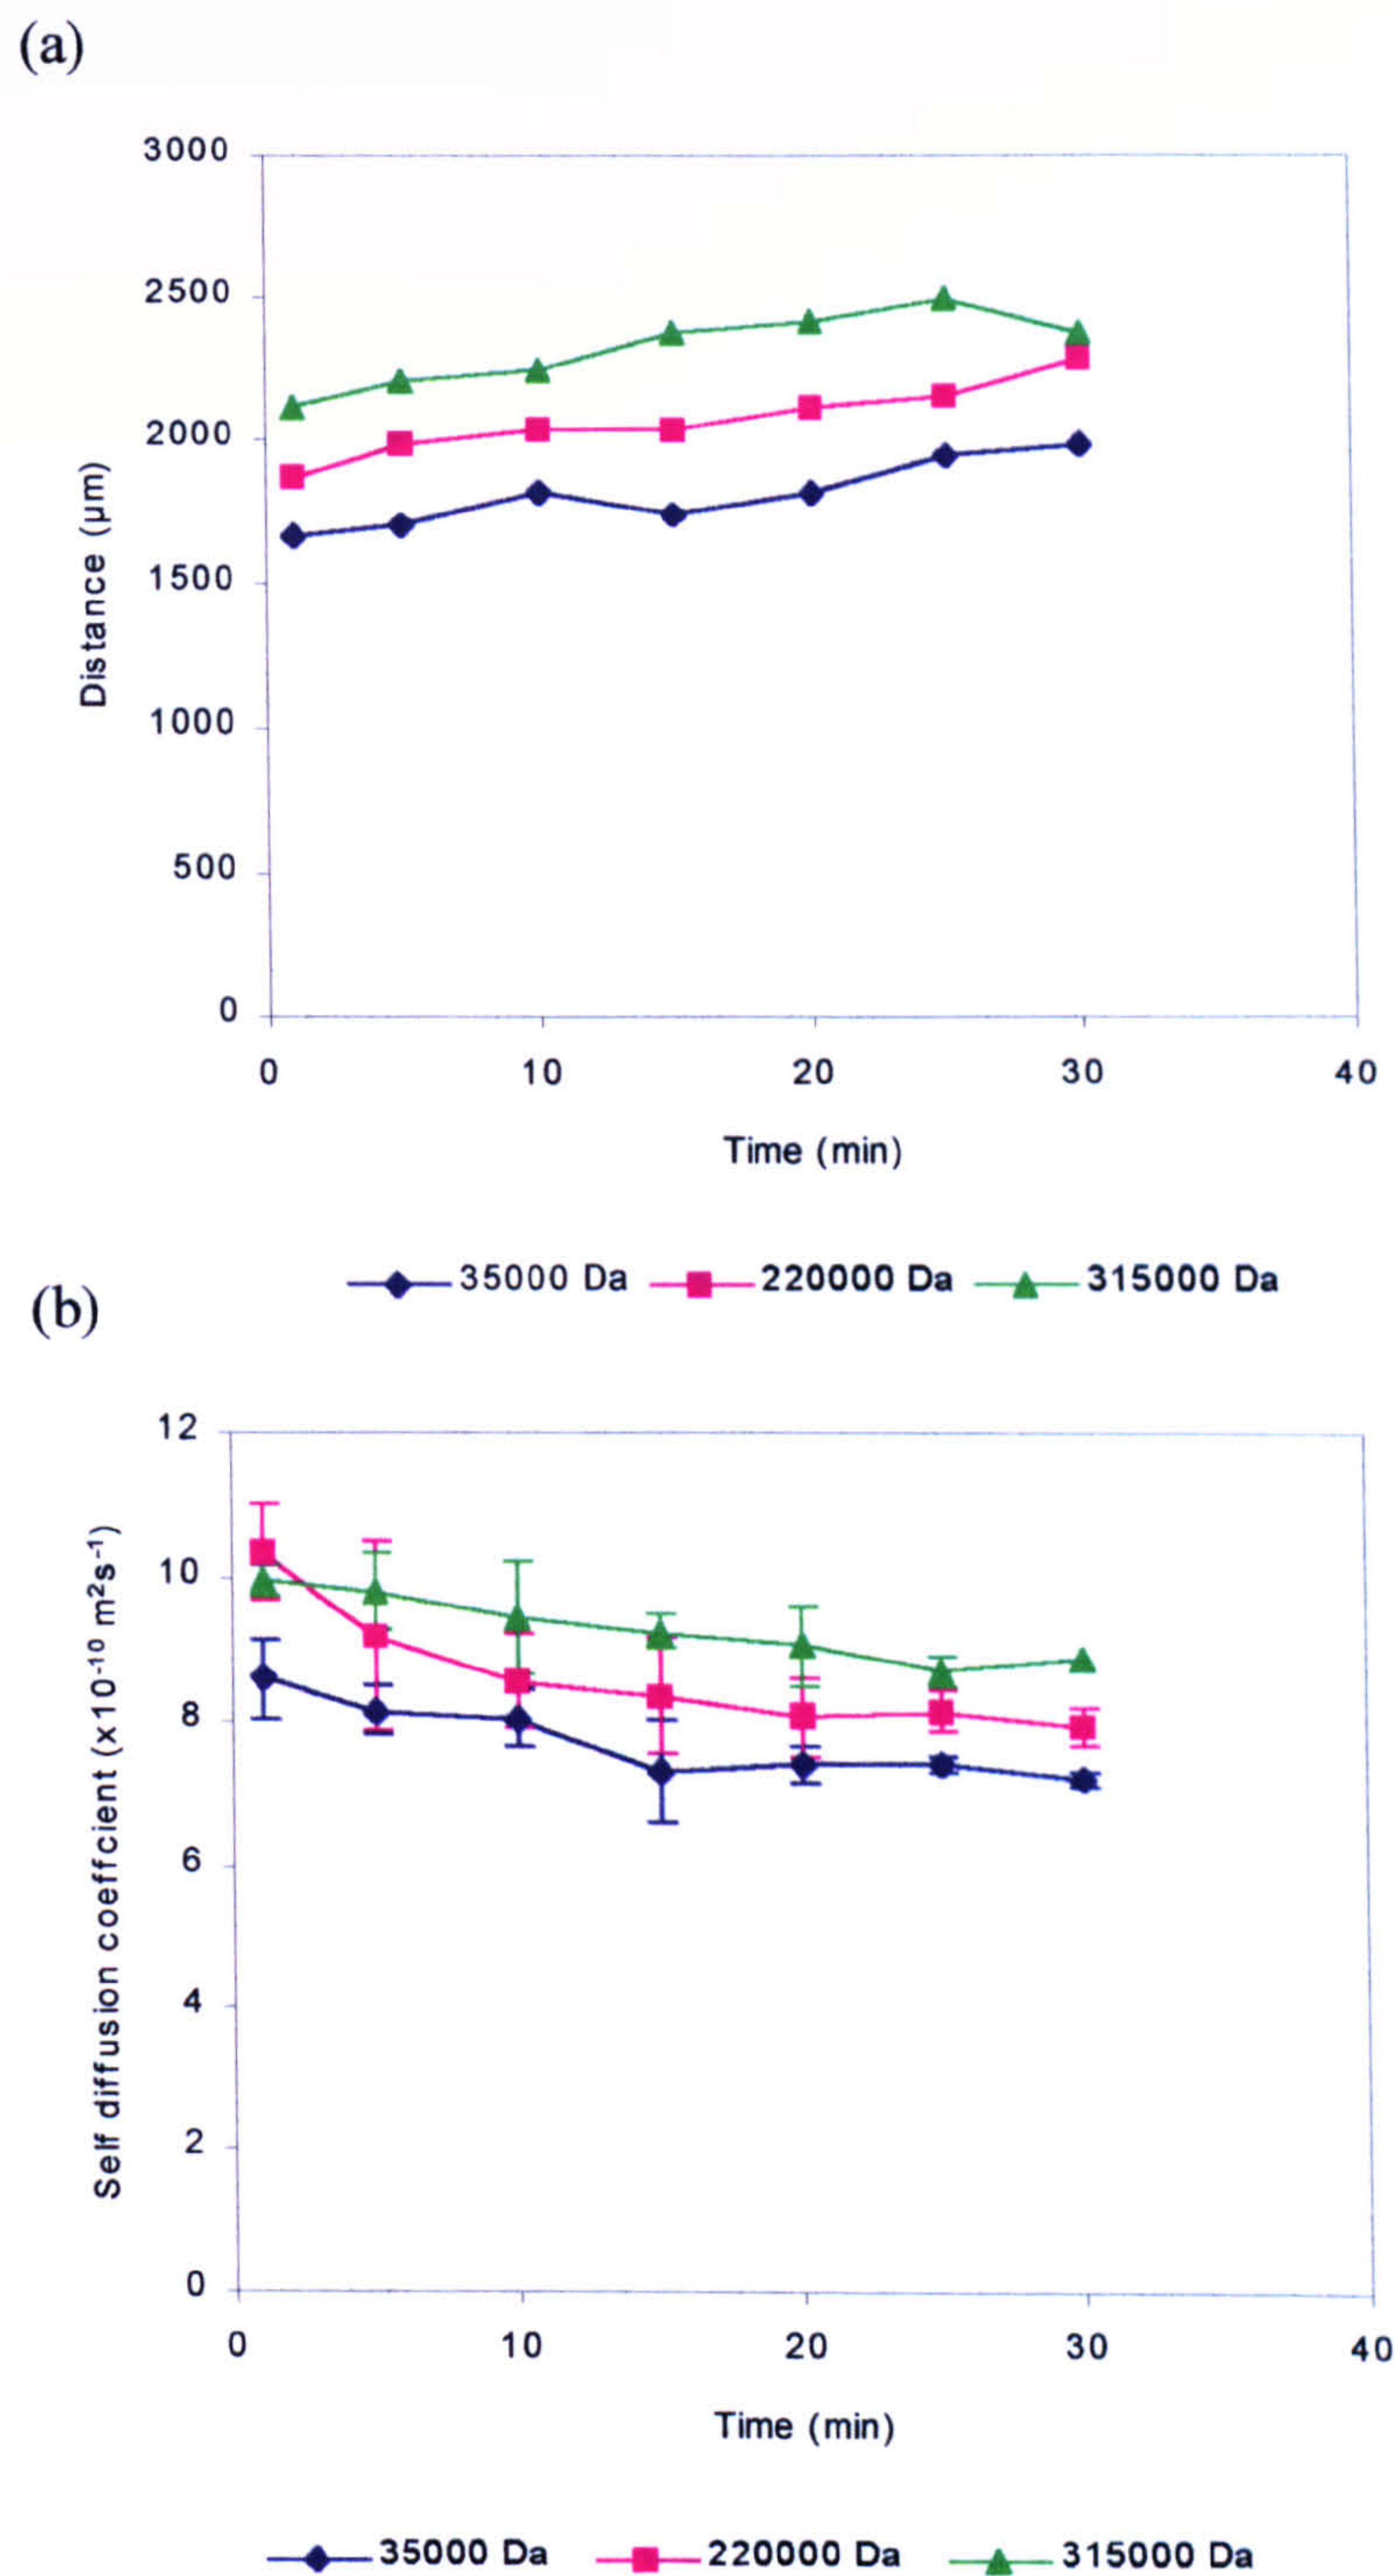 (a)
3000
2500
2000
1500
1000
500
0
Distance (µm)
0 10 20 30 40
Time (min)
35000 Da 220000 Da 315000 Da
(b)
12
10
8
6
4
2
0
Self diffusion coeffcient (x10⁻¹⁰ m²s⁻¹)
0 10 20 30 40
Time (min)
35000 Da 220000 Da 315000 Da